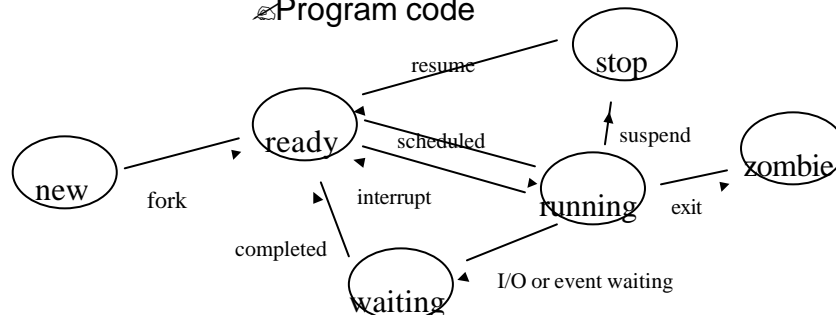 Program code
stop
resume
ready
scheduled
suspend
zombie
new
fork
interrupt
running
exit
completed
I/O or event waiting
waiting